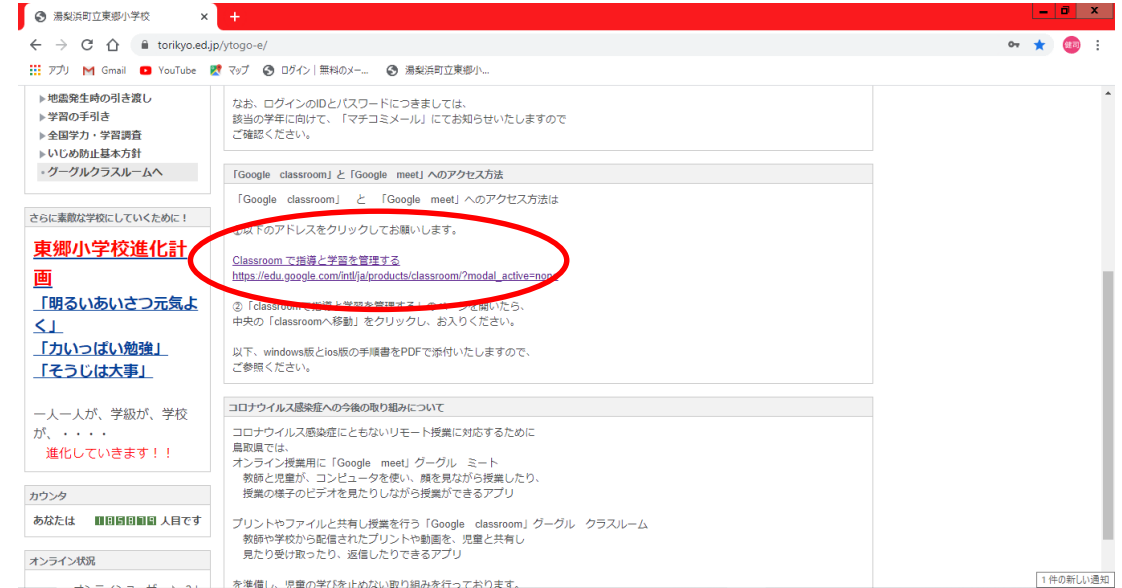 湯梨浜町立東郷小学校
torikyo.ed.jp/ytogo-e/
健司
アプリ
Gmail
YouTube
マップ
ログイン｜無料のメー...
湯梨浜町立東郷小...
▶地震発生時の引き渡し
▶学習の手引き
▶全国学力・学習調査
▶いじめ防止基本方針
・グーグルクラスルームへ
さらに素敵な学校にしていくために！
東郷小学校進化計
画
「明るいあいさつ元気よ
く」
「力いっぱい勉強」
「そうじは大事」
一人一人が、学級が、学校
が、・・・・
進化していきます！！
カウンタ
あなたは 人目です
オンライン状況
なお、ログインのIDとパスワードにつきましては、
該当の学年に向けて、「マチコミメール」にてお知らせいたしますので
ご確認ください。
「Google classroom」と「Google meet」へのアクセス方法
「Google classroom」 と 「Google meet」へのアクセス方法は
①以下のアドレスをクリックしてお願いします。
Classroom で指導と学習を管理する
https://edu.google.com/intl/ja/products/classroom/?modal_active=none
②「classroomで指導と学習を管理する」のページを開いたら、
中央の「classroomへ移動」をクリックし、お入りください。
以下、windows版とios版の手順書をPDFで添付いたしますので、
ご参照ください。
コロナウイルス感染症への今後の取り組みについて
コロナウイルス感染症にともないリモート授業に対応するために
鳥取県では、
オンライン授業用に「Google meet」グーグル ミート
教師と児童が、コンピュータを使い、顔を見ながら授業したり、
授業の様子のビデオを見たりしながら授業ができるアプリ
プリントやファイルと共有し授業を行う「Google classroom」グーグル クラスルーム
教師や学校から配信されたプリントや動画を、児童と共有し
見たり受け取ったり、返信したりできるアプリ
を準備し、児童の学びを止めない取り組みを行っております。
1 件の新しい通知